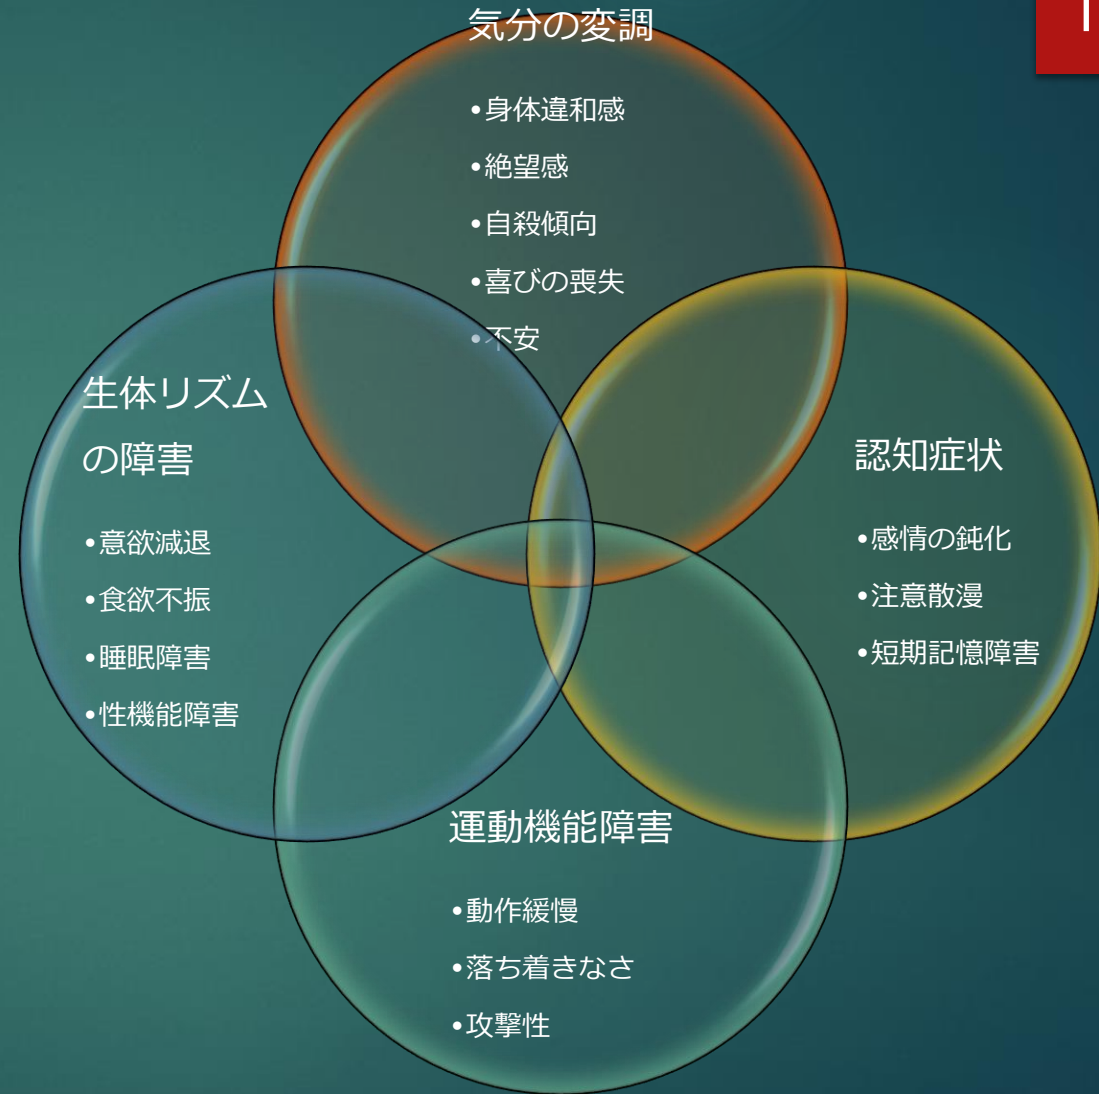 気分の変調
•身体違和感
•絶望感
•自殺傾向
•喜びの喪失
•不安
生体リズム
の障害
•意欲減退
•食欲不振
•睡眠障害
•性機能障害
認知症状
•感情の鈍化
•注意散漫
•短期記憶障害
運動機能障害
•動作緩慢
•落ち着きなさ
•攻撃性